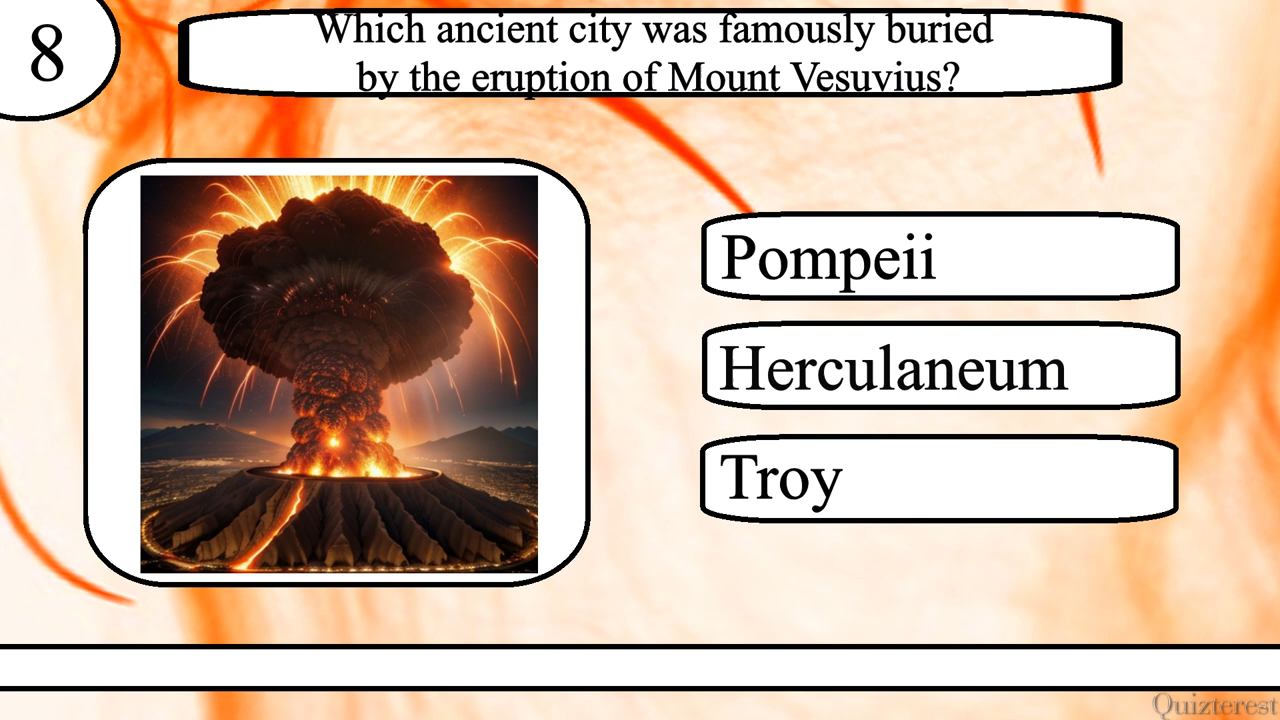 8
Which ancient city was famously buried
by the eruption of Mount Vesuvius?
Pompeii
Herculaneum
Troy
Quizterest